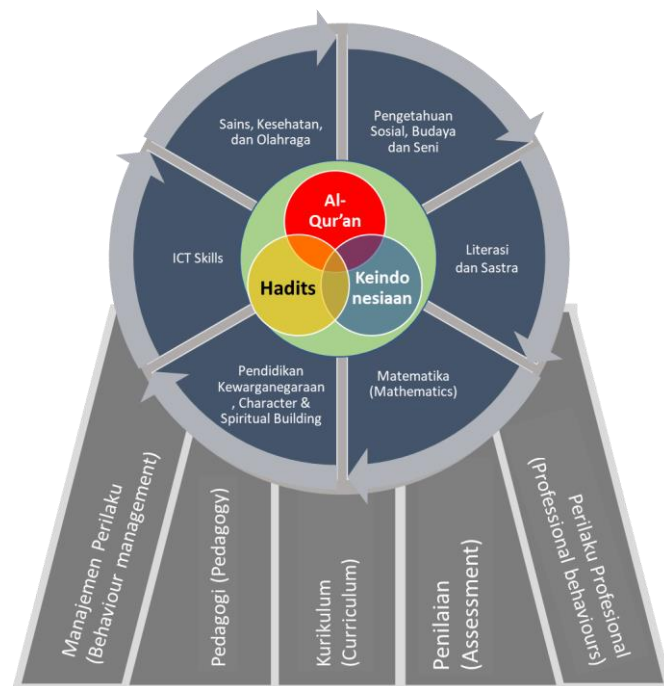 Sains, Kesehatan,
dan Olahraga
Pengetahuan
Sosial, Budaya
dan Seni
Al-
Qur'an
ICT Skills
Hadits
Keindo
nesiaan
Literasi
dan Sastra
Pendidikan
Kewarganegaraan
, Character &
Spiritual Building
Matematika
(Mathematics)
Manajemen Perilaku
(Behaviour management)
Pedagogi (Pedagogy)
Kurikulum
(Curriculum)
Penilaian
(Assessment)
Perilaku Profesional
(Professional behaviours)